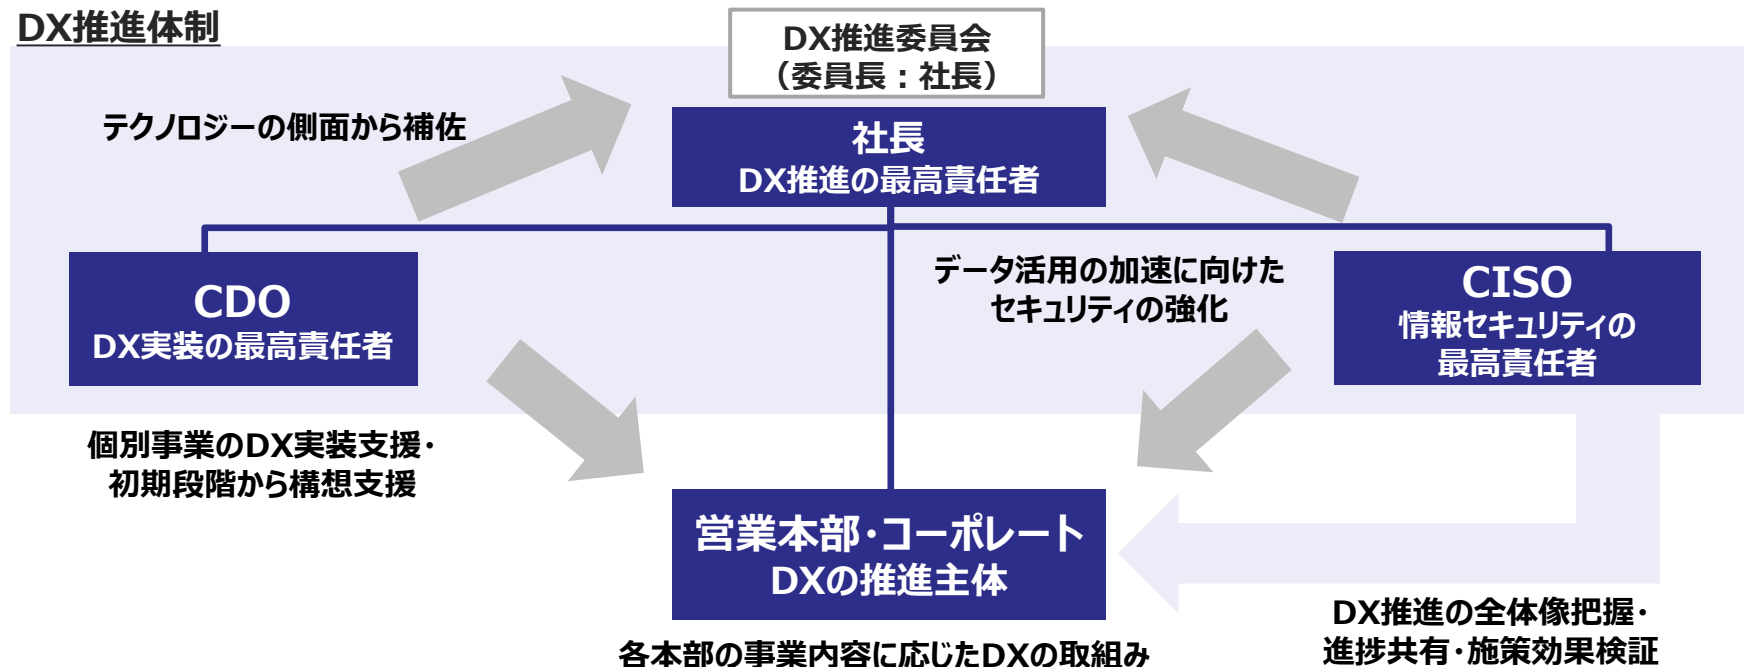 DX推進体制
DX推進委員会
（委員長：社長）
テクノロジーの側面から補佐
社長
DX推進の最高責任者
CDO
DX実装の最高責任者
データ活用の加速に向けた
セキュリティの強化
CISO
情報セキュリティの
最高責任者
個別事業のDX実装支援・
初期段階から構想支援
営業本部・コーポレート
DXの推進主体
各本部の事業内容に応じたDXの取組み
DX推進の全体像把握・
進捗共有・施策効果検証